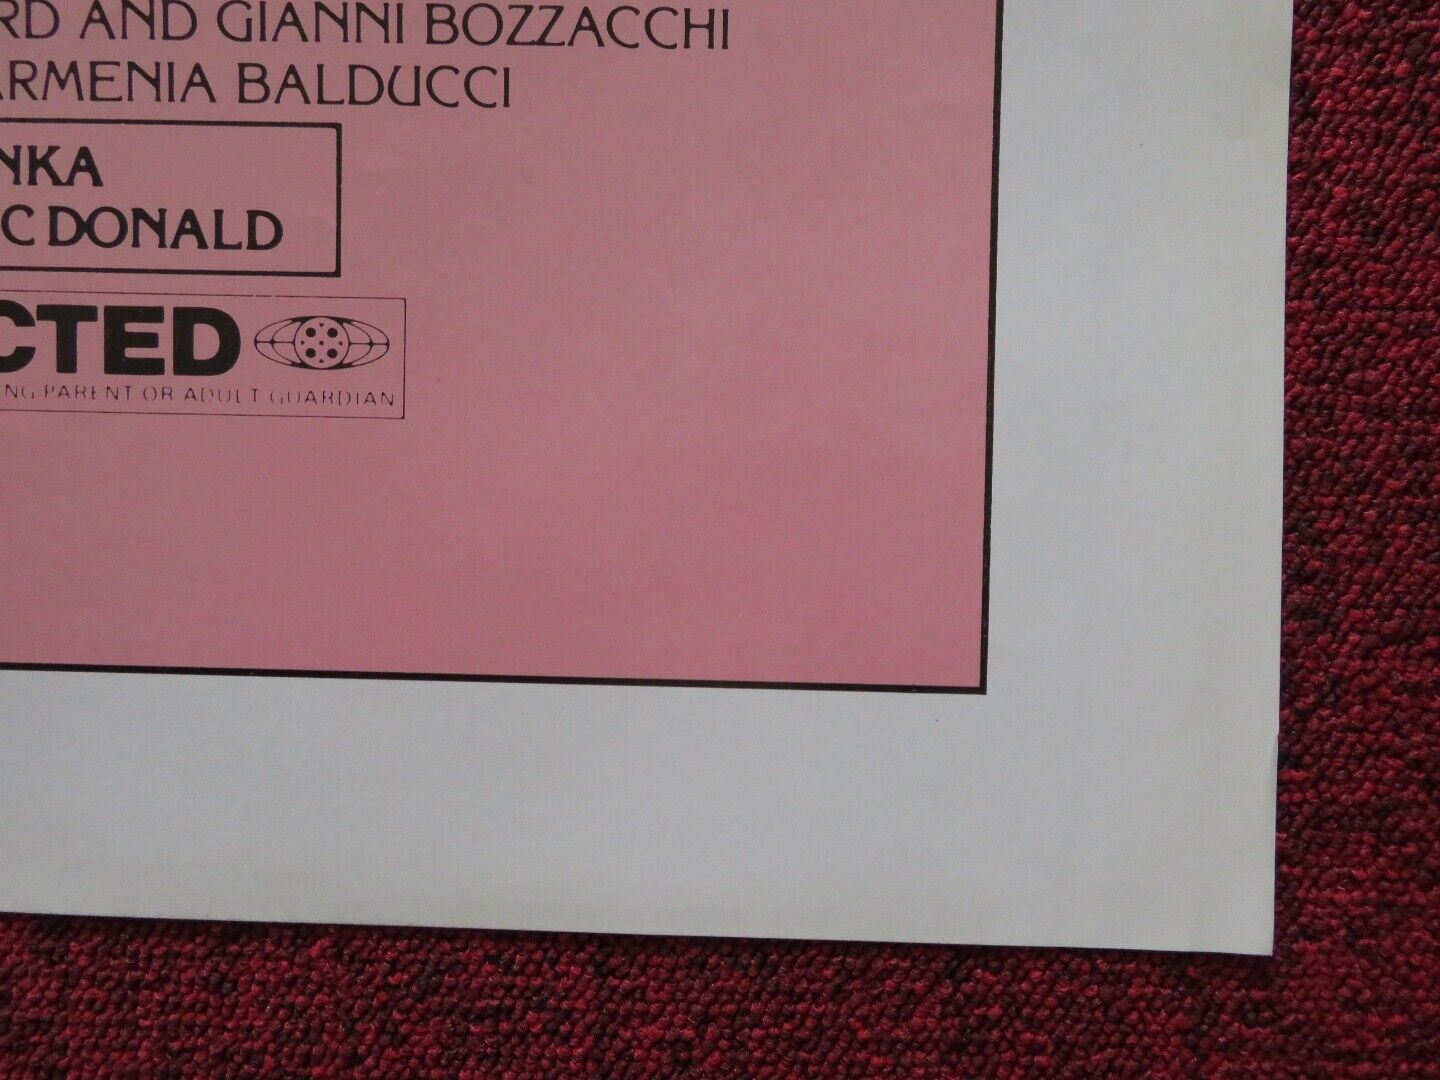 RD AND GIANNI BOZZACCHI
ARMENIA BALDUCCI
NKA
C DONALD
CTED
NG PARENT OR ADULT GUARDIAN